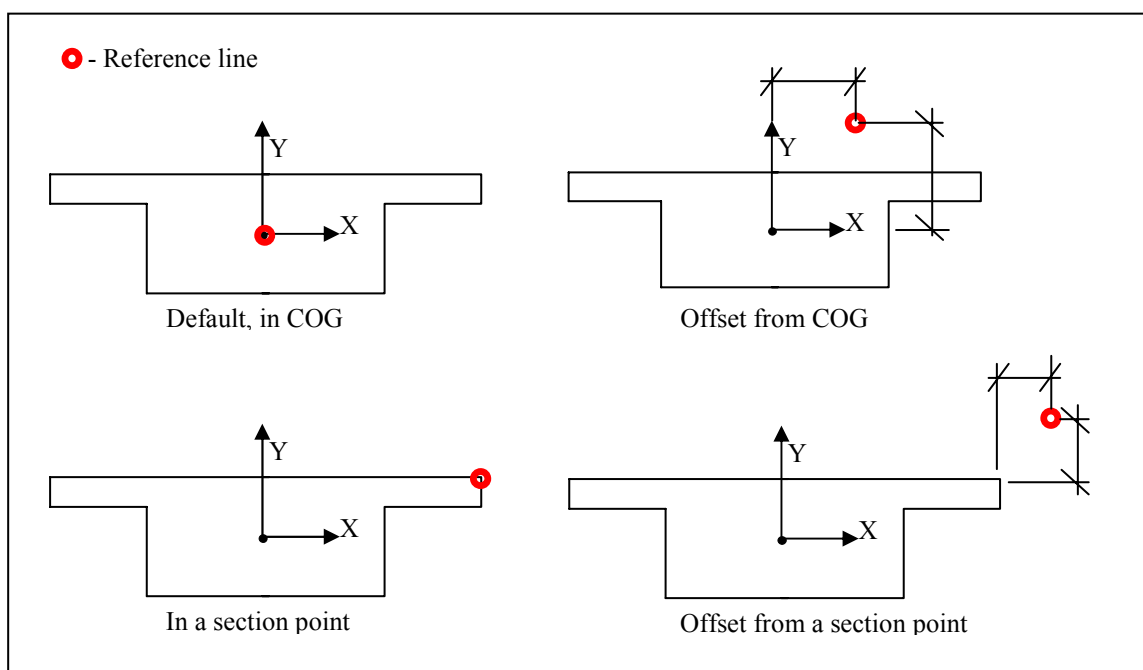 - Reference line
Y
X
Default, in COG
Y
X
Offset from COG
Y
X
In a section point
Y
X
Offset from a section point